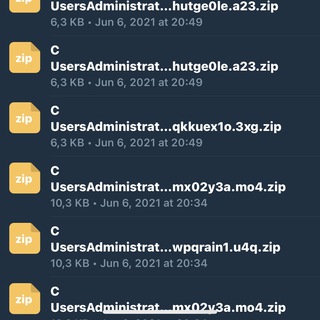 zip
UsersAdministrat...hutge0le.a23.zip
6,3 KB • Jun 6, 2021 at 20:49
C
zip
UsersAdministrat...hutge0le.a23.zip
6,3 KB • Jun 6, 2021 at 20:49
C
zip
UsersAdministrat...qkkuex1o.3xg.zip
6,3 KB • Jun 6, 2021 at 20:49
C
zip
UsersAdministrat...mx02y3a.mo4.zip
10,3 KB • Jun 6, 2021 at 20:34
C
zip
UsersAdministrat...wpqrain1.u4q.zip
10,3 KB • Jun 6, 2021 at 20:34
C
zip
UsersAdministrat...mx02y3a.mo4.zip